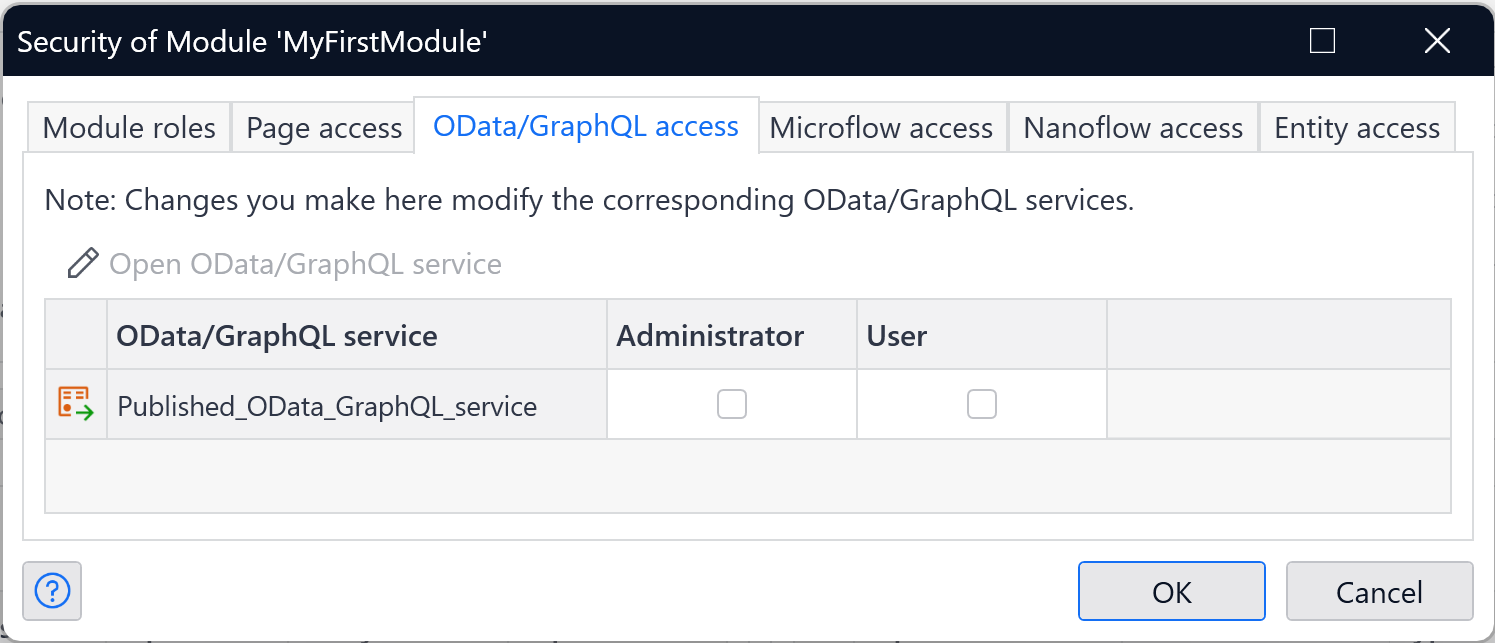 Security of Module 'MyFirstModule'
Module roles Page access OData/GraphQL access Microflow access Nanoflow access Entity access
Note: Changes you make here modify the corresponding OData/GraphQL services.
Open OData/GraphQL service
OData/GraphQL service Administrator User
Published_OData_GraphQL_service
? OK Cancel